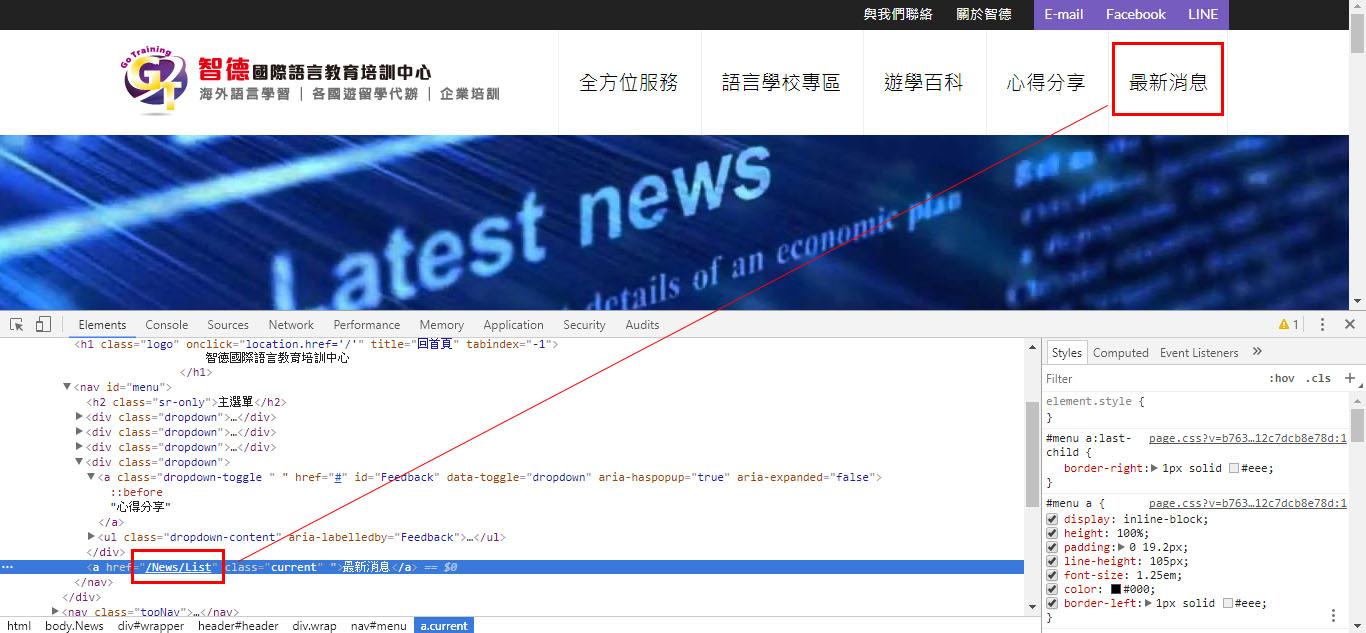 與我們聯絡 關於智德 E-mail Facebook LINE
Go Training
G4T
智德國際語言教育培訓中心
海外語言學習 | 各國遊留學代辦 | 企業培訓
全方位服務 語言學校專區 遊學百科 心得分享 最新消息
Latest news
details of an economic plan
Elements Console Sources Network Performance Memory Application Security Audits 1
<h1 class="logo" onclick="location.href='/'" title="回首頁" tabindex="-1">
智德國際語言教育培訓中心
</h1>
▼<nav id="menu">
<h2 class="sr-only">主選單</h2>
▶<div class="dropdown">…</div>
▶<div class="dropdown">…</div>
▶<div class="dropdown">…</div>
▼<div class="dropdown">
▼<a class="dropdown-toggle " " href="#" id="Feedback" data-toggle="dropdown" aria-haspopup="true" aria-expanded="false">
::before
"心得分享"
</a>
▶<ul class="dropdown-content" aria-labelledby="Feedback">…</ul>
</div>
<a href="/News/List" class="current" ">最新消息</a> == $0
</nav>
</div>
▶<nav class="topNav">…</nav>
html body.News div#wrapper header#header div.wrap nav#menu a.current
Styles Computed Event Listeners »
Filter :hov .cls +
element.style {
}
#menu a:last-child { page.css?v=b763…12c7dcb8e78d:1
border-right:▶1px solid #eee;
}
#menu a { page.css?v=b763…12c7dcb8e78d:1
display: inline-block;
height: 100%;
padding:▶0 19.2px;
line-height: 105px;
font-size: 1.25em;
color: #000;
border-left:▶1px solid #eee;
}